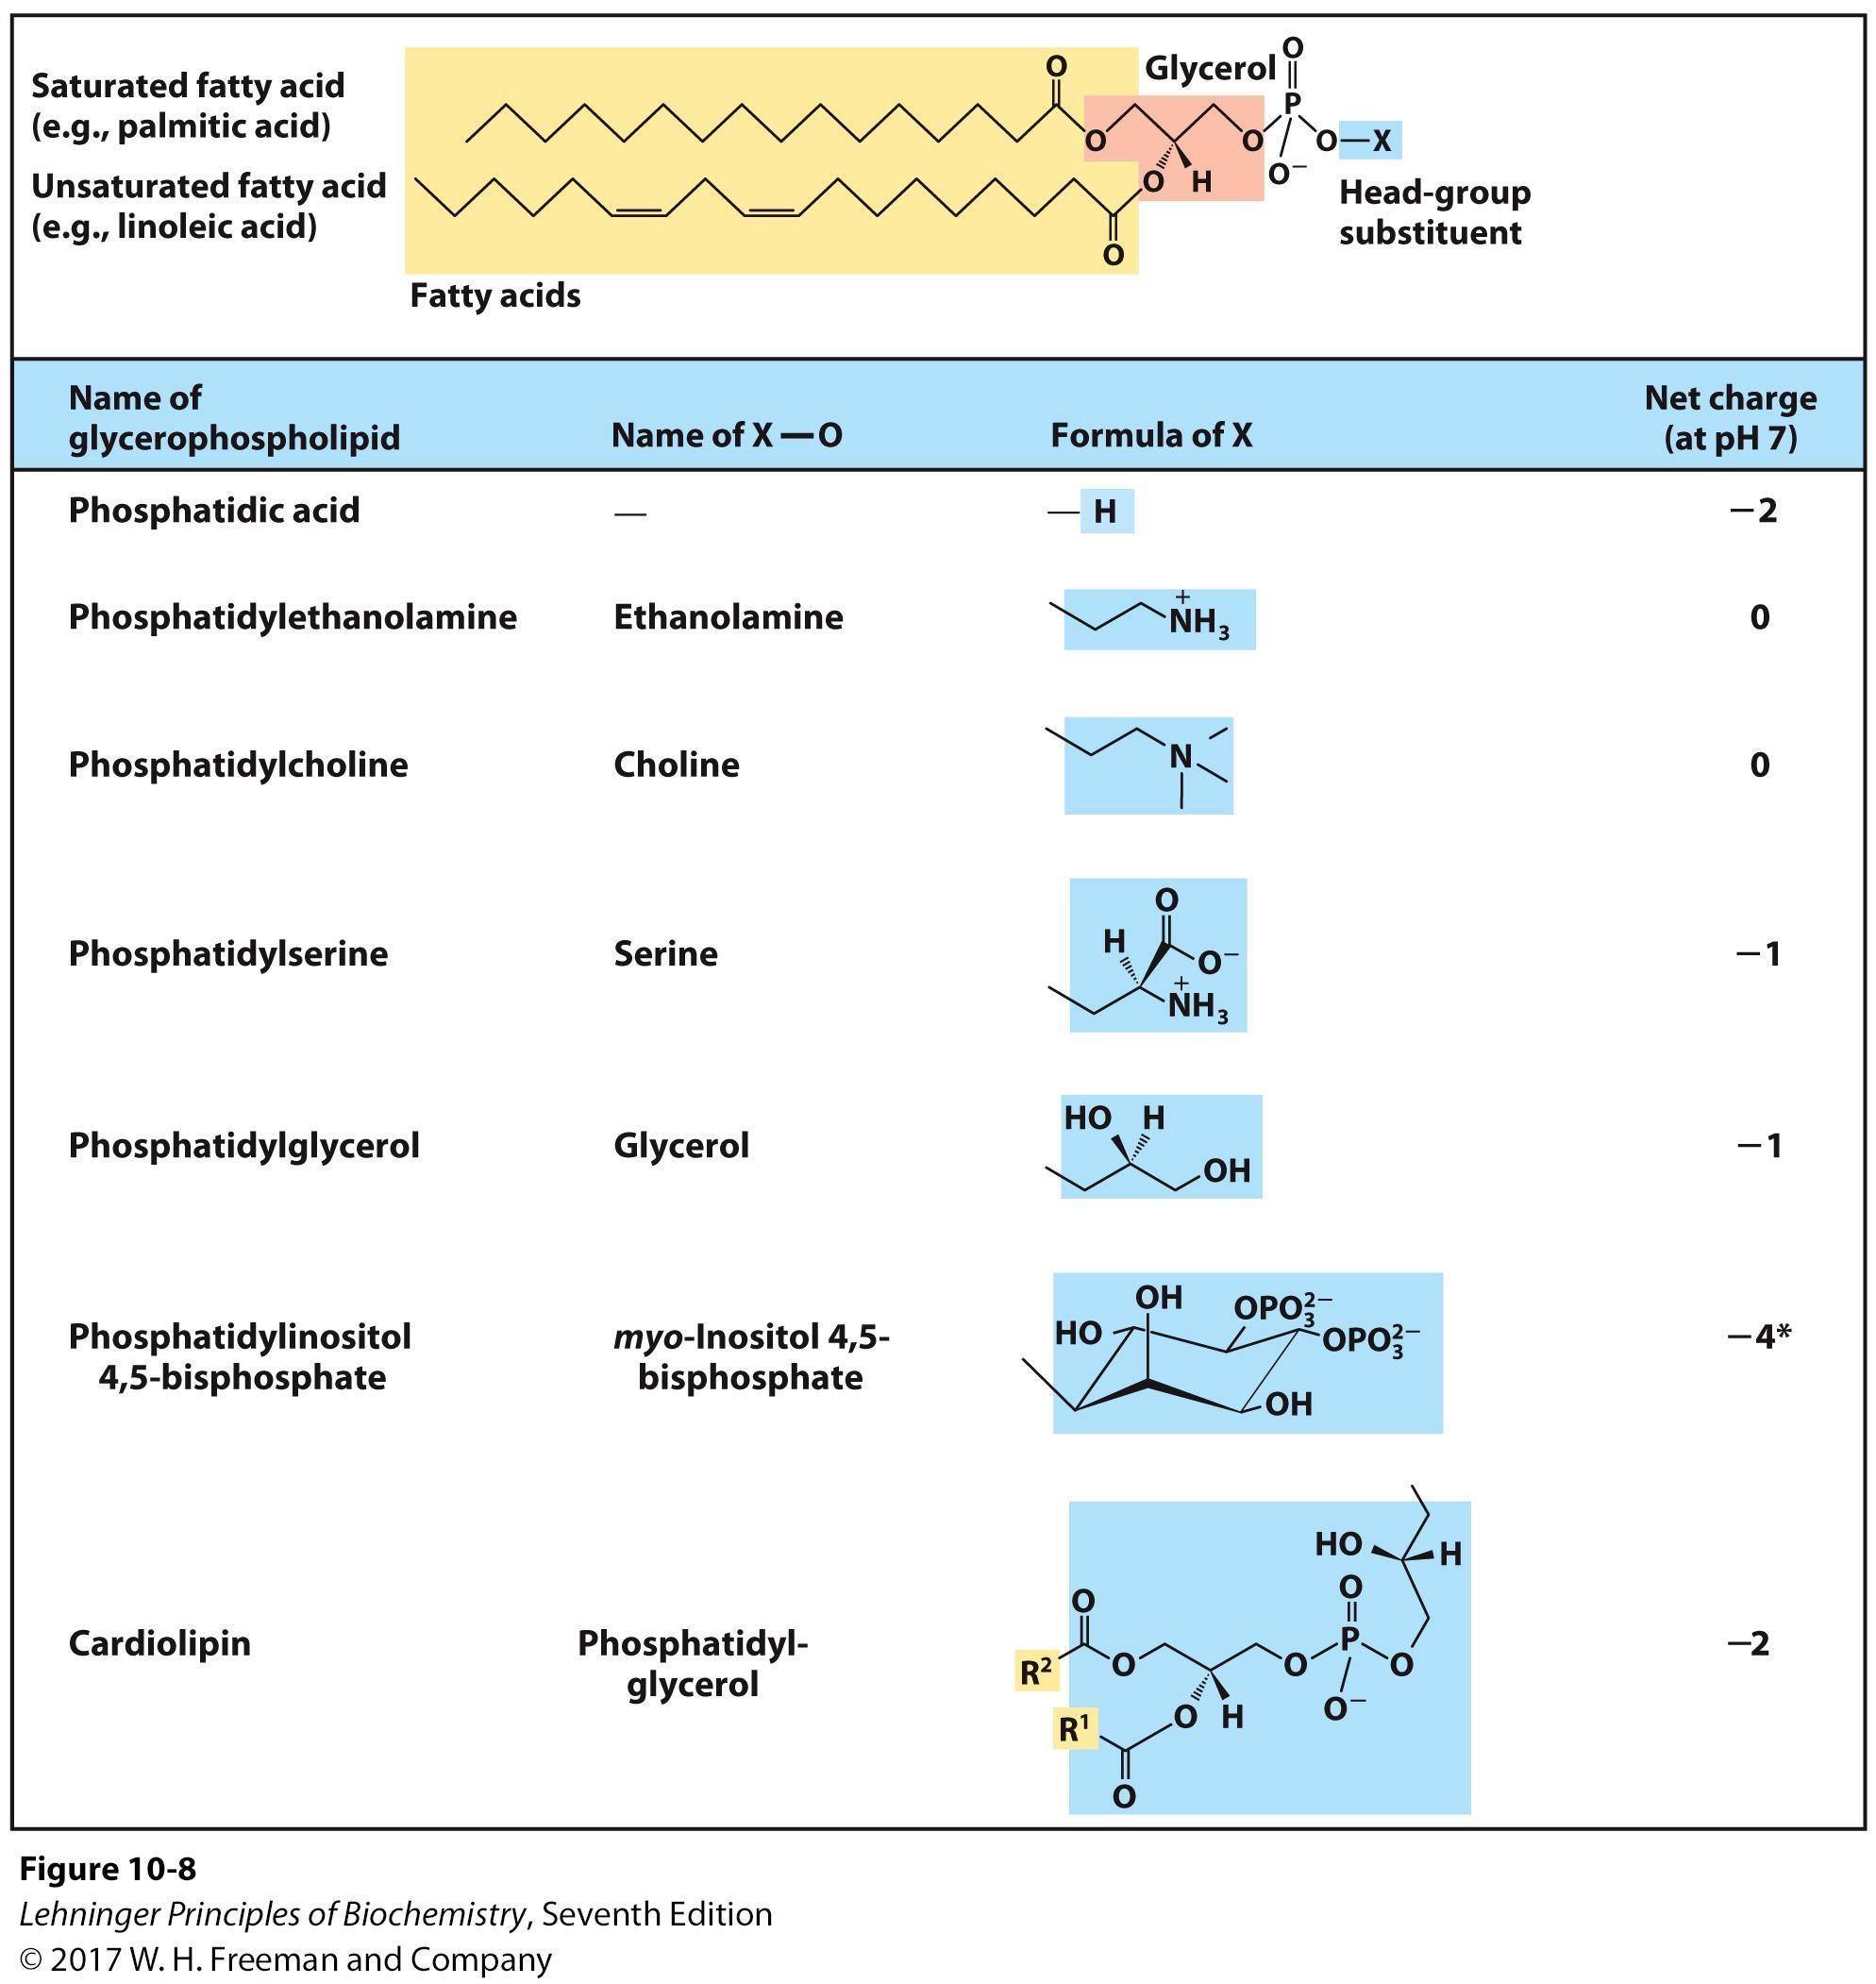 Saturated fatty acid
(e.g., palmitic acid)
Unsaturated fatty acid
(e.g., linoleic acid)
Fatty acids
Glycerol
O
O
O
P
O
O—X
O
H
O−
O
Head-group
substituent
Name of
glycerophospholipid
Name of X—O
Formula of X
Net charge
(at pH 7)
Phosphatidic acid
—
—H
−2
Phosphatidylethanolamine
Ethanolamine
+
NH3
0
Phosphatidylcholine
Choline
N
0
Phosphatidylserine
Serine
O
H
O−
+
NH3
−1
Phosphatidylglycerol
Glycerol
HO H
OH
−1
Phosphatidylinositol
4,5-bisphosphate
myo-Inositol 4,5-
bisphosphate
OH
OPO3 2−
HO
OPO3 2−
OH
−4*
Cardiolipin
Phosphatidyl-
glycerol
HO H
O
O
P
R2
O
O
O
O−
R1
O H
O
−2
Figure 10-8
Lehninger Principles of Biochemistry, Seventh Edition
© 2017 W. H. Freeman and Company